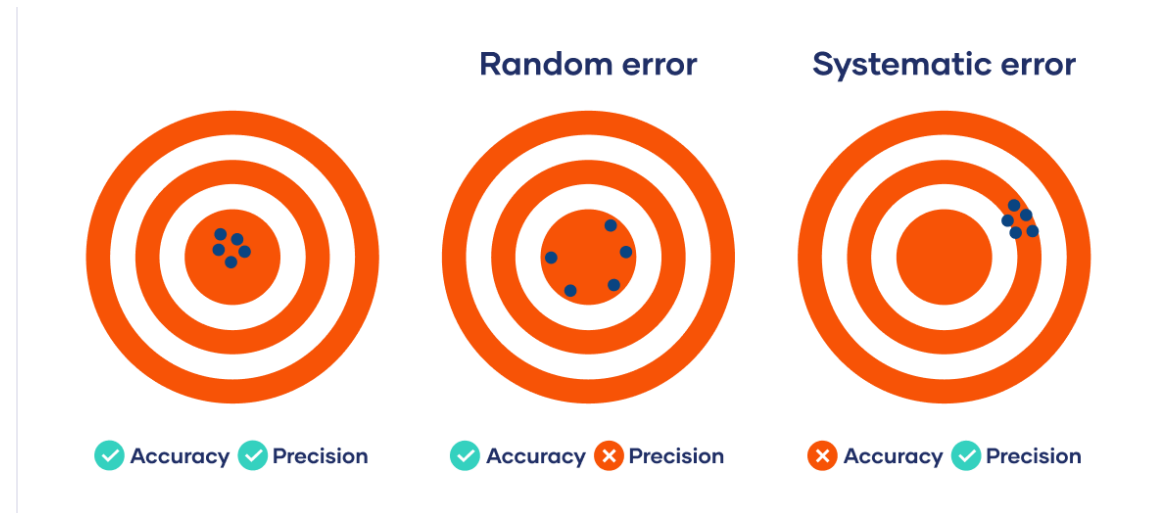 Random error
Systematic error
Accuracy Precision
Accuracy Precision
Accuracy Precision